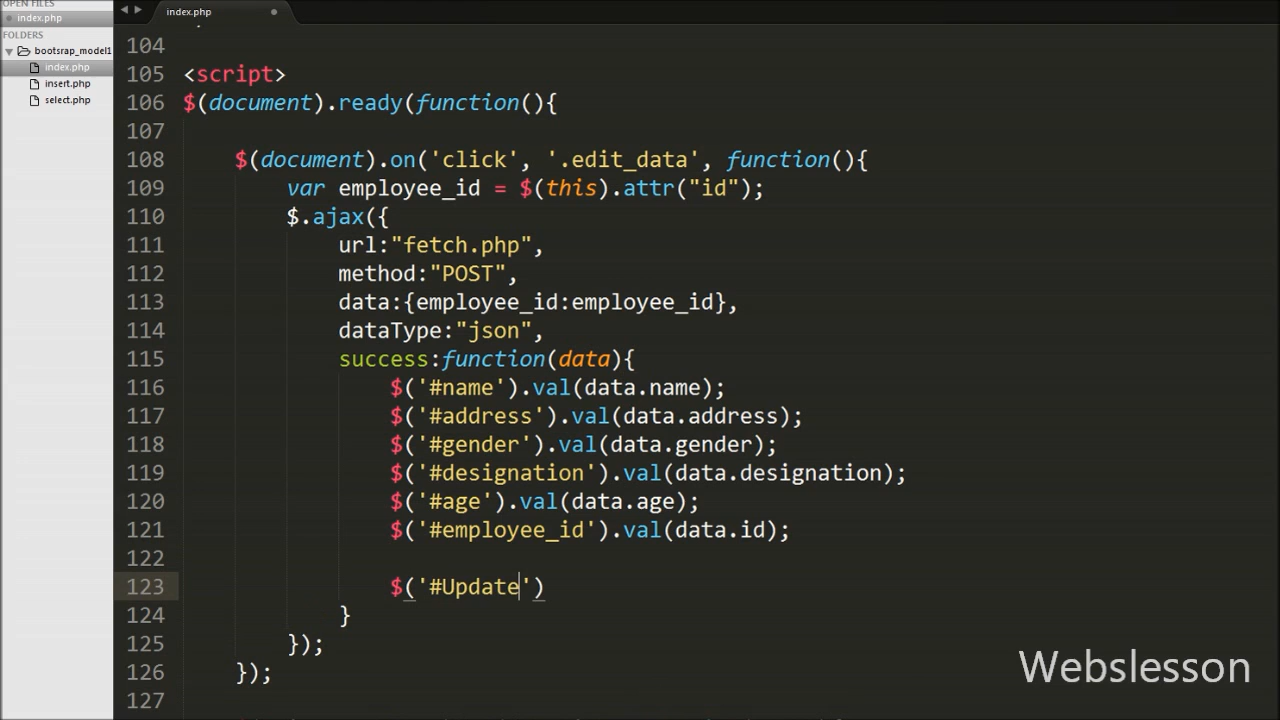 OPEN FILES
index.php
FOLDERS
bootsrap_model1
index.php
insert.php
select.php
index.php
104
105 <script>
106 $(document).ready(function(){
107
108 $(document).on('click', '.edit_data', function(){
109 var employee_id = $(this).attr("id");
110 $.ajax({
111 url:"fetch.php",
112 method:"POST",
113 data:{employee_id:employee_id},
114 dataType:"json",
115 success:function(data){
116 $('#name').val(data.name);
117 $('#address').val(data.address);
118 $('#gender').val(data.gender);
119 $('#designation').val(data.designation);
120 $('#age').val(data.age);
121 $('#employee_id').val(data.id);
122
123 $('#Update')
124 }
125 });
126 });
127
Webslesson